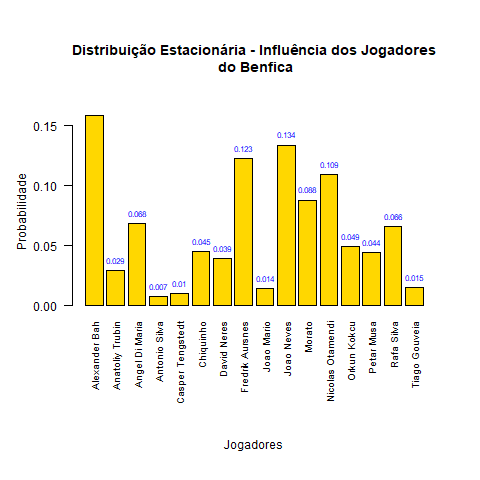 Distribuição Estacionária - Influência dos Jogadores
do Benfica
Probabilidade
0.15
0.10
0.05
0.00
0.029
0.068
0.007
0.01
0.045
0.039
0.123
0.014
0.134
0.088
0.109
0.049
0.044
0.066
0.015
Alexander Bah
Anatoliy Trubin
Angel Di Maria
Antonio Silva
Casper Tengstedt
Chiquinho
David Neres
Fredrik Aursnes
Joao Mario
Joao Neves
Morato
Nicolas Otamendi
Orkun Kokcu
Petar Musa
Rafa Silva
Tiago Gouveia
Jogadores